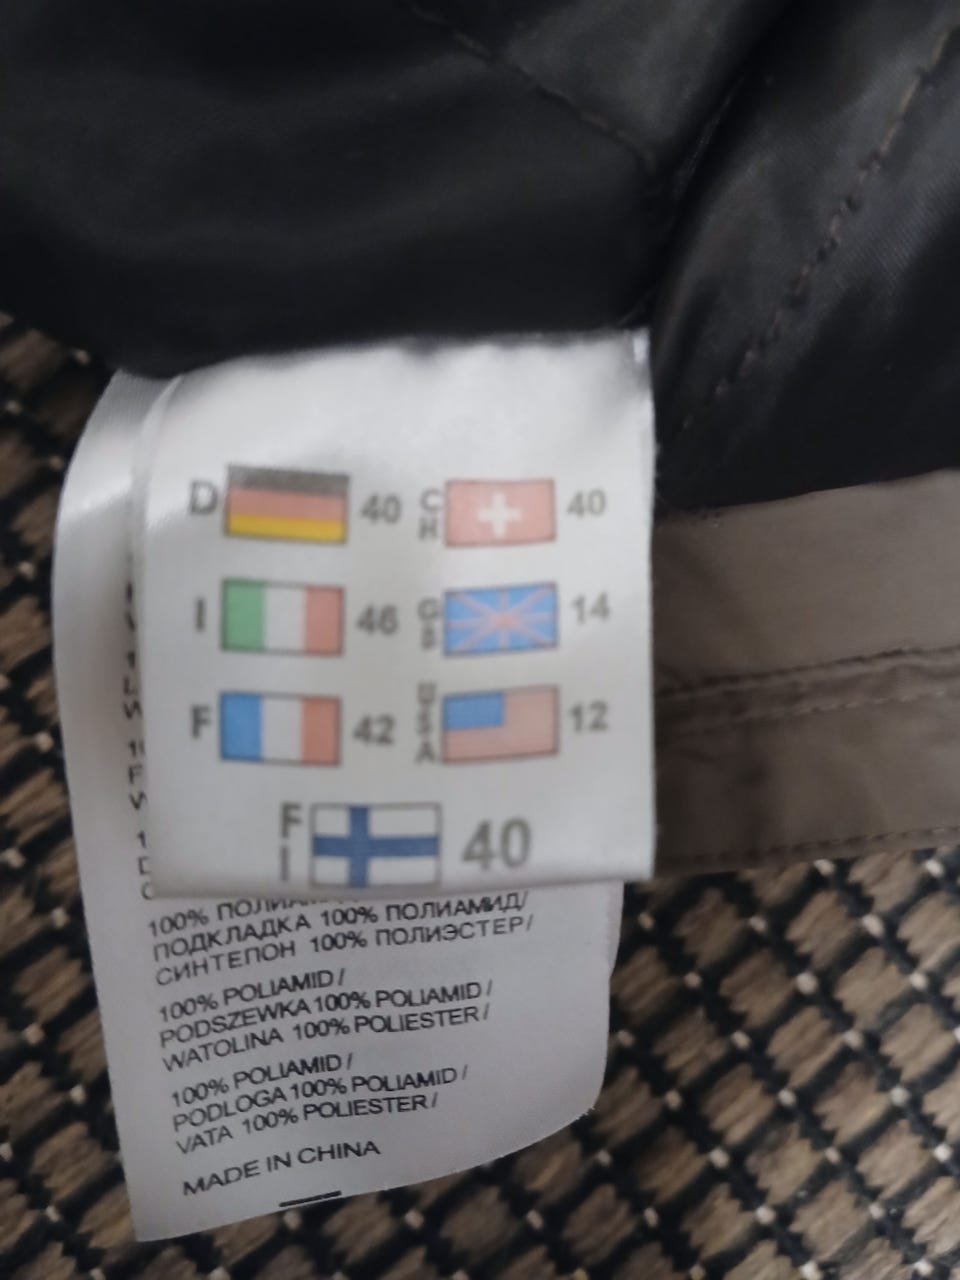 D 40 CH 40
I 46 GB 14
F 42 USA 12
FI 40
100%
ПОДКЛАДКА 100% ПОЛИАМИД/
СИНТЕПОН 100% ПОЛИЭСТЕР/
100% POLIAMID/
PODSZEWKA 100% POLIAMID/
WATOLINA 100% POLIESTER/
100% POLIAMID/
PODLOGA 100% POLIAMID/
VATA 100% POLIESTER/
MADE IN CHINA